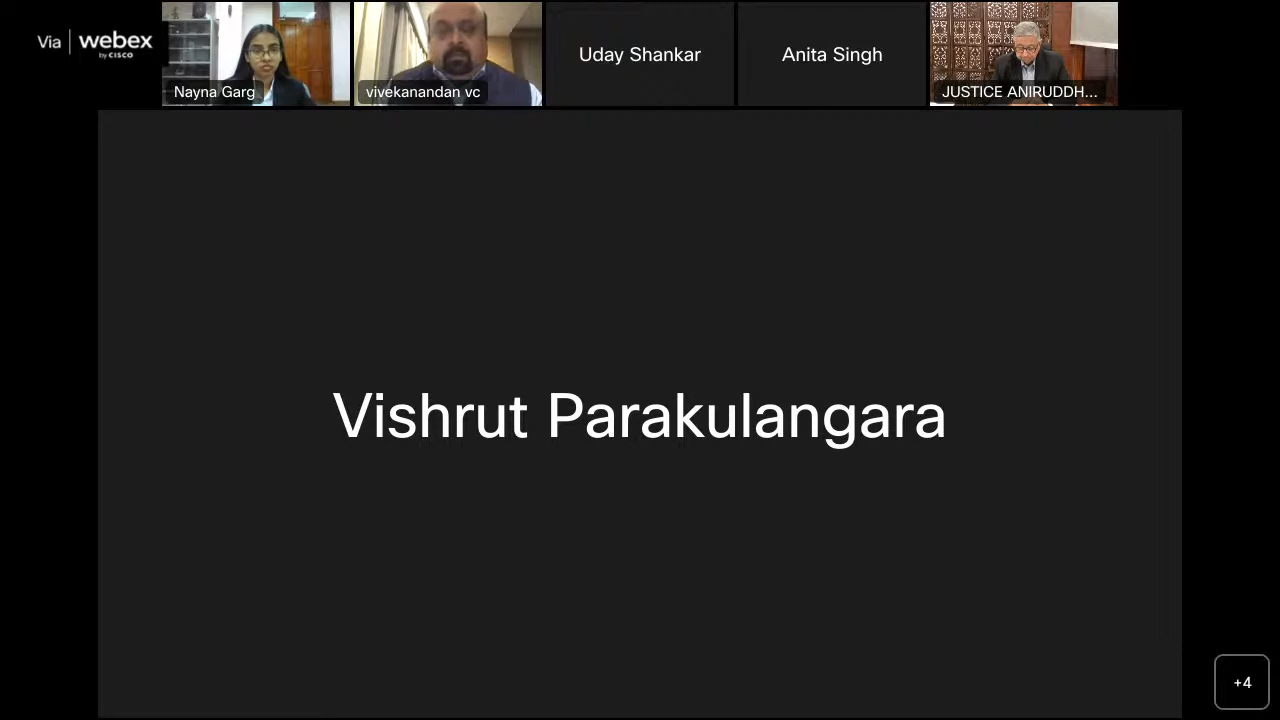 Via webex
by CISCO
Nayna Garg
vivekanandan vc
Uday Shankar
Anita Singh
JUSTICE ANIRUDDH...
Vishrut Parakulangara
+4